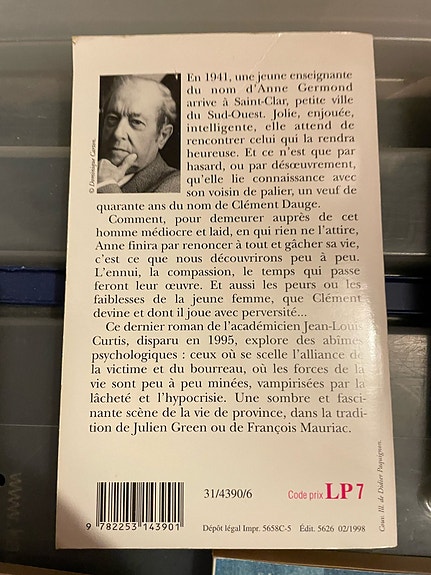 En 1941, une jeune enseignante
du nom d'Anne Germond
arrive à Saint-Clar, petite ville
du Sud-Ouest. Jolie, enjouée,
intelligente, elle attend de
rencontrer celui qui la rendra
heureuse. Et ce n'est que par
hasard, ou par désœuvrement,
qu'elle lie connaissance avec
son voisin de palier, un veuf de
quarante ans du nom de Clément Dauge.
© Dominique Carton.
Comment, pour demeurer auprès de cet
homme médiocre et laid, en qui rien ne l'attire,
Anne finira par renoncer à tout et gâcher sa vie,
c'est ce que nous découvrirons peu à peu.
L'ennui, la compassion, le temps qui passe
feront leur œuvre. Et aussi les peurs ou les
faiblesses de la jeune femme, que Clément
devine et dont il joue avec perversité...
Ce dernier roman de l'académicien Jean-Louis
Curtis, disparu en 1995, explore des abîmes
psychologiques : ceux où se scelle l'alliance de
la victime et du bourreau, où les forces de la
vie sont peu à peu minées, vampirisées par la
lâcheté et l'hypocrisie. Une sombre et fasci-
nante scène de la vie de province, dans la tradi-
tion de Julien Green ou de François Mauriac.
31/4390/6
Code prix LP 7
9 782253 143901
Dépôt légal Impr. 5658C-5 Édit. 5626 02/1998
Couv. Ill. de Didier Paquignon.